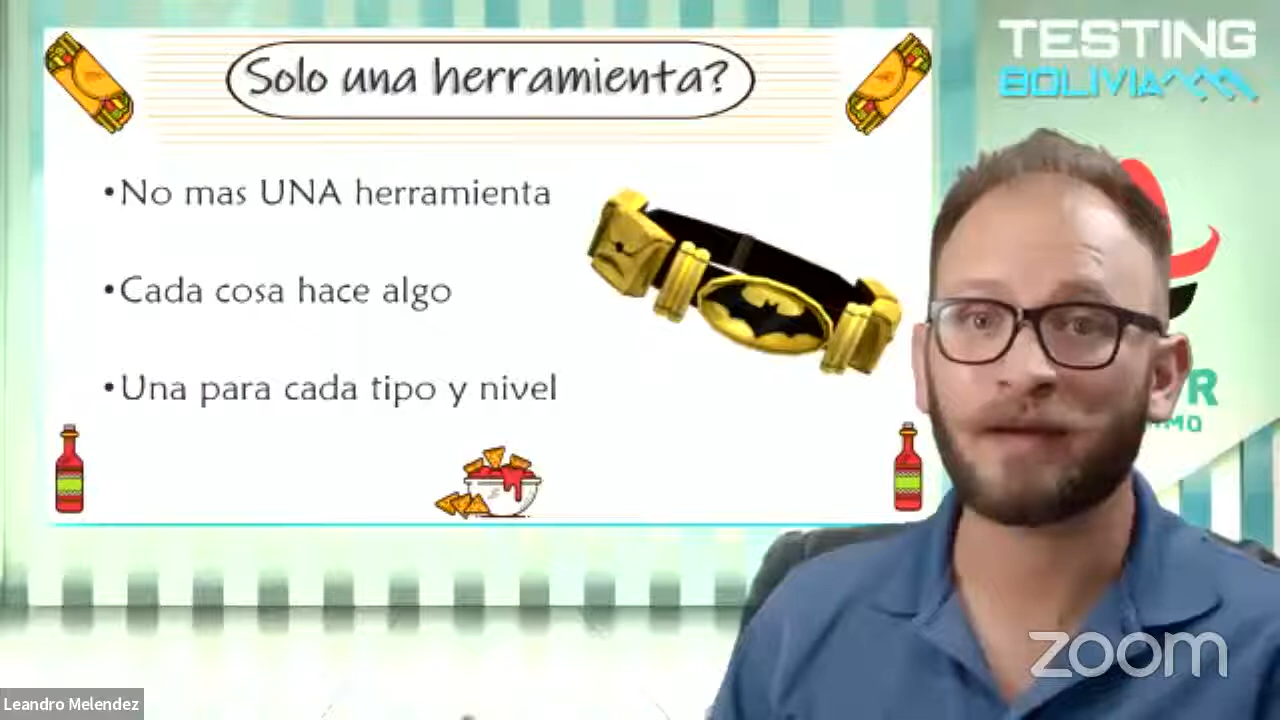 Solo una herramienta?
TESTING
BOLIVIA
•No mas UNA herramienta
•Cada cosa hace algo
•Una para cada tipo y nivel
zoom
Leandro Melendez